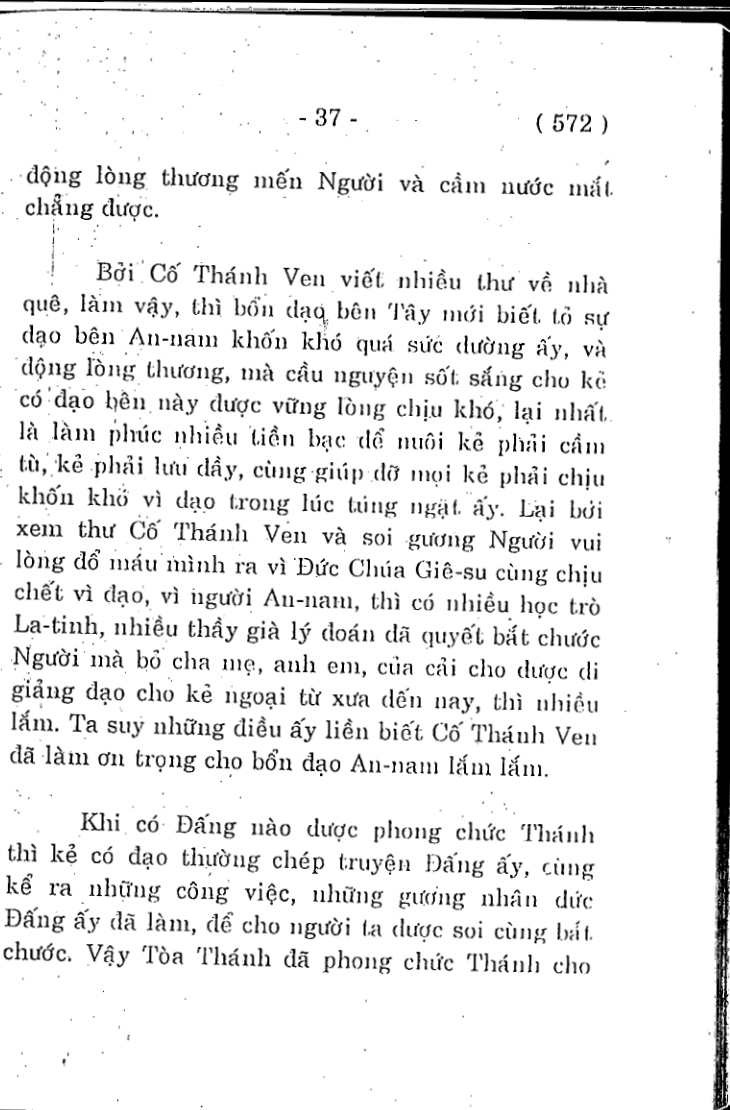 - 37 -
( 572 )
động lòng thương mến Người và cầm nước mắt
chẳng được.
Bởi Cố Thánh Ven viết nhiều thư về nhà
quê, làm vậy, thì bổn đạo bên Tây mới biết tỏ sự
đạo bên An-nam khốn khó quá sức dường ấy, và
động lòng thương, mà cầu nguyện sốt sắng cho kẻ
có đạo bên này được vững lòng chịu khó, lại nhất
là làm phúc nhiều tiền bạc để nuôi kẻ phải cầm
tù, kẻ phải lưu đầy, cùng giúp đỡ mọi kẻ phải chịu
khốn khó vì đạo trong lúc túng ngặt ấy. Lại bởi
xem thư Cố Thánh Ven và soi gương Người vui
lòng đổ máu mình ra vì Đức Chúa Giê-su cùng chịu
chết vì đạo, vì người An-nam, thì có nhiều học trò
La-tinh, nhiều thầy già lý đoán đã quyết bắt chước
Người mà bỏ cha mẹ, anh em, của cải cho được đi
giảng đạo cho kẻ ngoại từ xưa đến nay, thì nhiều
lắm. Ta suy những điều ấy liền biết Cố Thánh Ven
đã làm ơn trọng cho bổn đạo An-nam lắm lắm.
Khi có Đấng nào được phong chức Thánh
thì kẻ có đạo thường chép truyện Đấng ấy, cùng
kể ra những công việc, những gương nhân đức
Đấng ấy đã làm, để cho người ta được soi cùng bắt
chước. Vậy Tòa Thánh đã phong chức Thánh cho